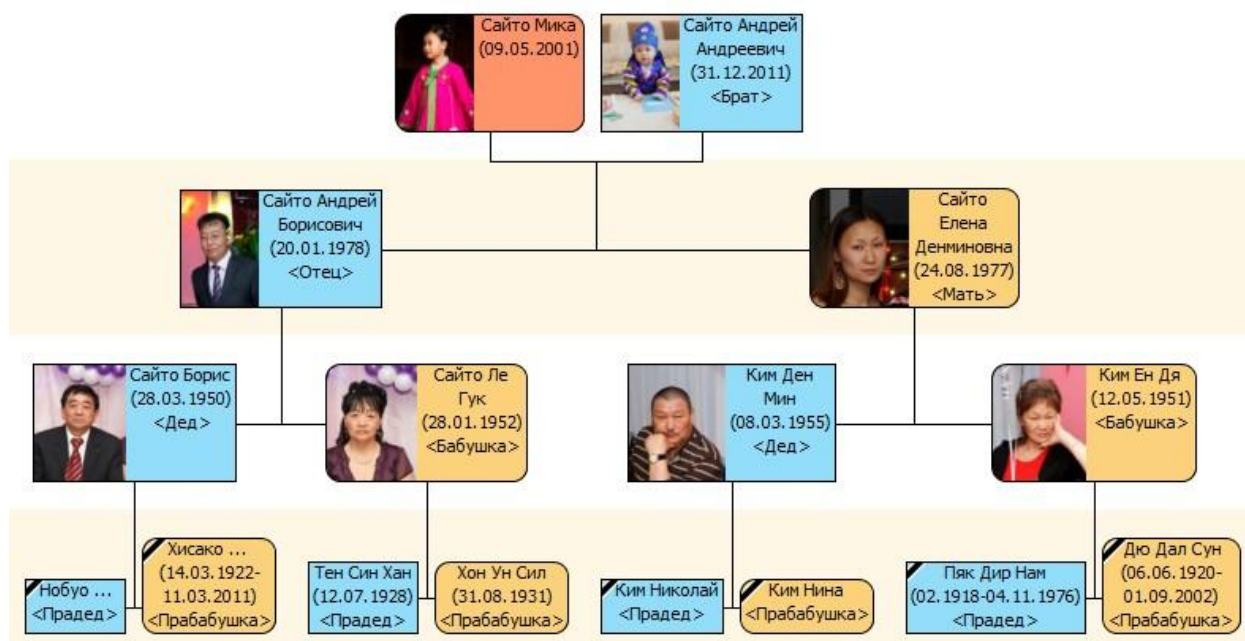 Сайто Мика
(09.05.2001)
Сайто Андрей
Андреевич
(31.12.2011)
<Брат>
Сайто Андрей
Борисович
(20.01.1978)
<Отец>
Сайто
Елена
Денминовна
(24.08.1977)
<Мать>
Сайто Борис
(28.03.1950)
<Дед>
Сайто Ле
Гук
(28.01.1952)
<Бабушка>
Ким Ден
Мин
(08.03.1955)
<Дед>
Ким Ен Дя
(12.05.1951)
<Бабушка>
Нобуо ...
<Прадед>
Хисако ...
(14.03.1922-
11.03.2011)
<Прабабушка>
Тен Син Хан
(12.07.1928)
<Прадед>
Хон Ун Сил
(31.08.1931)
<Прабабушка>
Ким Николай
<Прадед>
Ким Нина
<Прабабушка>
Пяк Дир Нам
(02.1918-04.11.1976)
<Прадед>
Дю Дал Сун
(06.06.1920-
01.09.2002)
<Прабабушка>